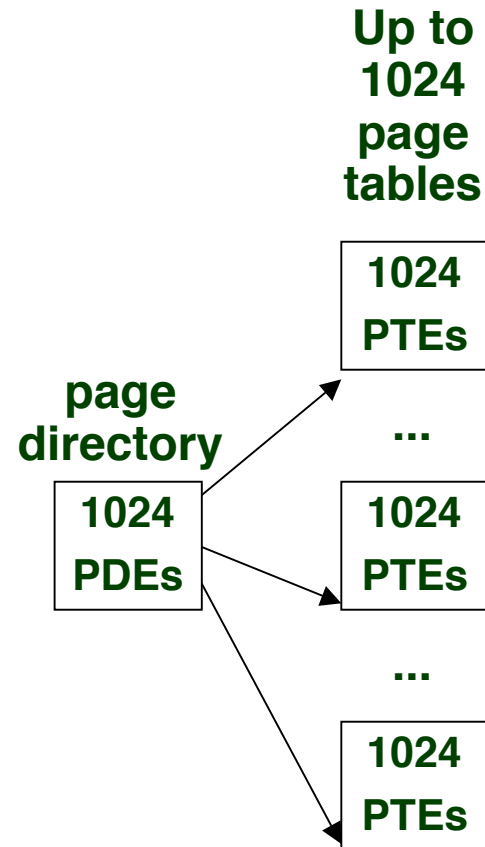 Up to
1024
page
tables
1024
PTEs
page
directory
...
1024
PDEs
1024
PTEs
...
1024
PTEs